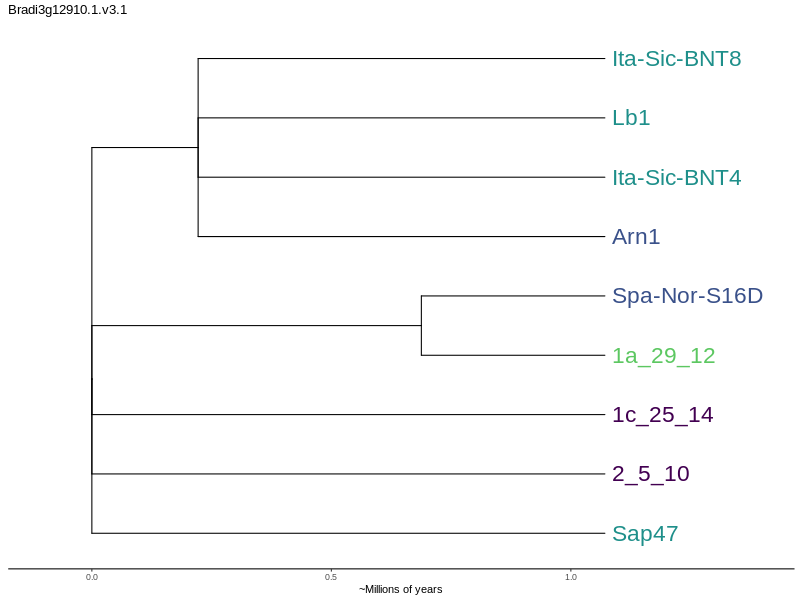 Bradi3g12910.1.v3.1
Ita-Sic-BNT8
Lb1
Ita-Sic-BNT4
Arn1
Spa-Nor-S16D
1a_29_12
1c_25_14
2_5_10
Sap47
0.0 0.5 1.0
~Millions of years